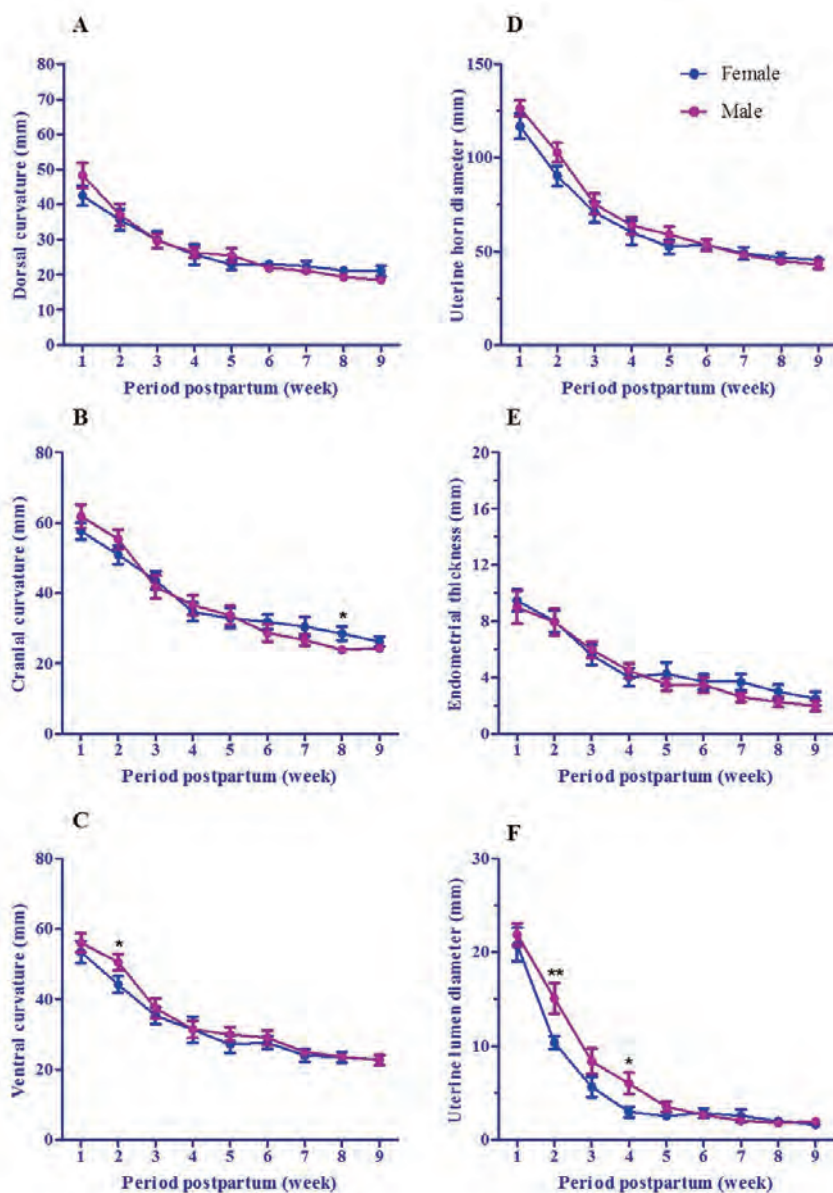 A
Dorsal curvature (mm)
80
70
60
50
40
30
20
10
0
1 2 3 4 5 6 7 8 9
Period postpartum (week)
D
Uterine horn diameter (mm)
150
100
50
0
Female
Male
1 2 3 4 5 6 7 8 9
Period postpartum (week)
B
Cranial curvature (mm)
80
60
40
20
0
*
1 2 3 4 5 6 7 8 9
Period postpartum (week)
E
Endometrial thickness (mm)
20
16
12
8
4
0
1 2 3 4 5 6 7 8 9
Period postpartum (week)
C
Ventral curvature (mm)
80
60
40
20
0
*
1 2 3 4 5 6 7 8 9
Period postpartum (week)
F
Uterine lumen diameter (mm)
30
20
10
0
**
*
1 2 3 4 5 6 7 8 9
Period postpartum (week)